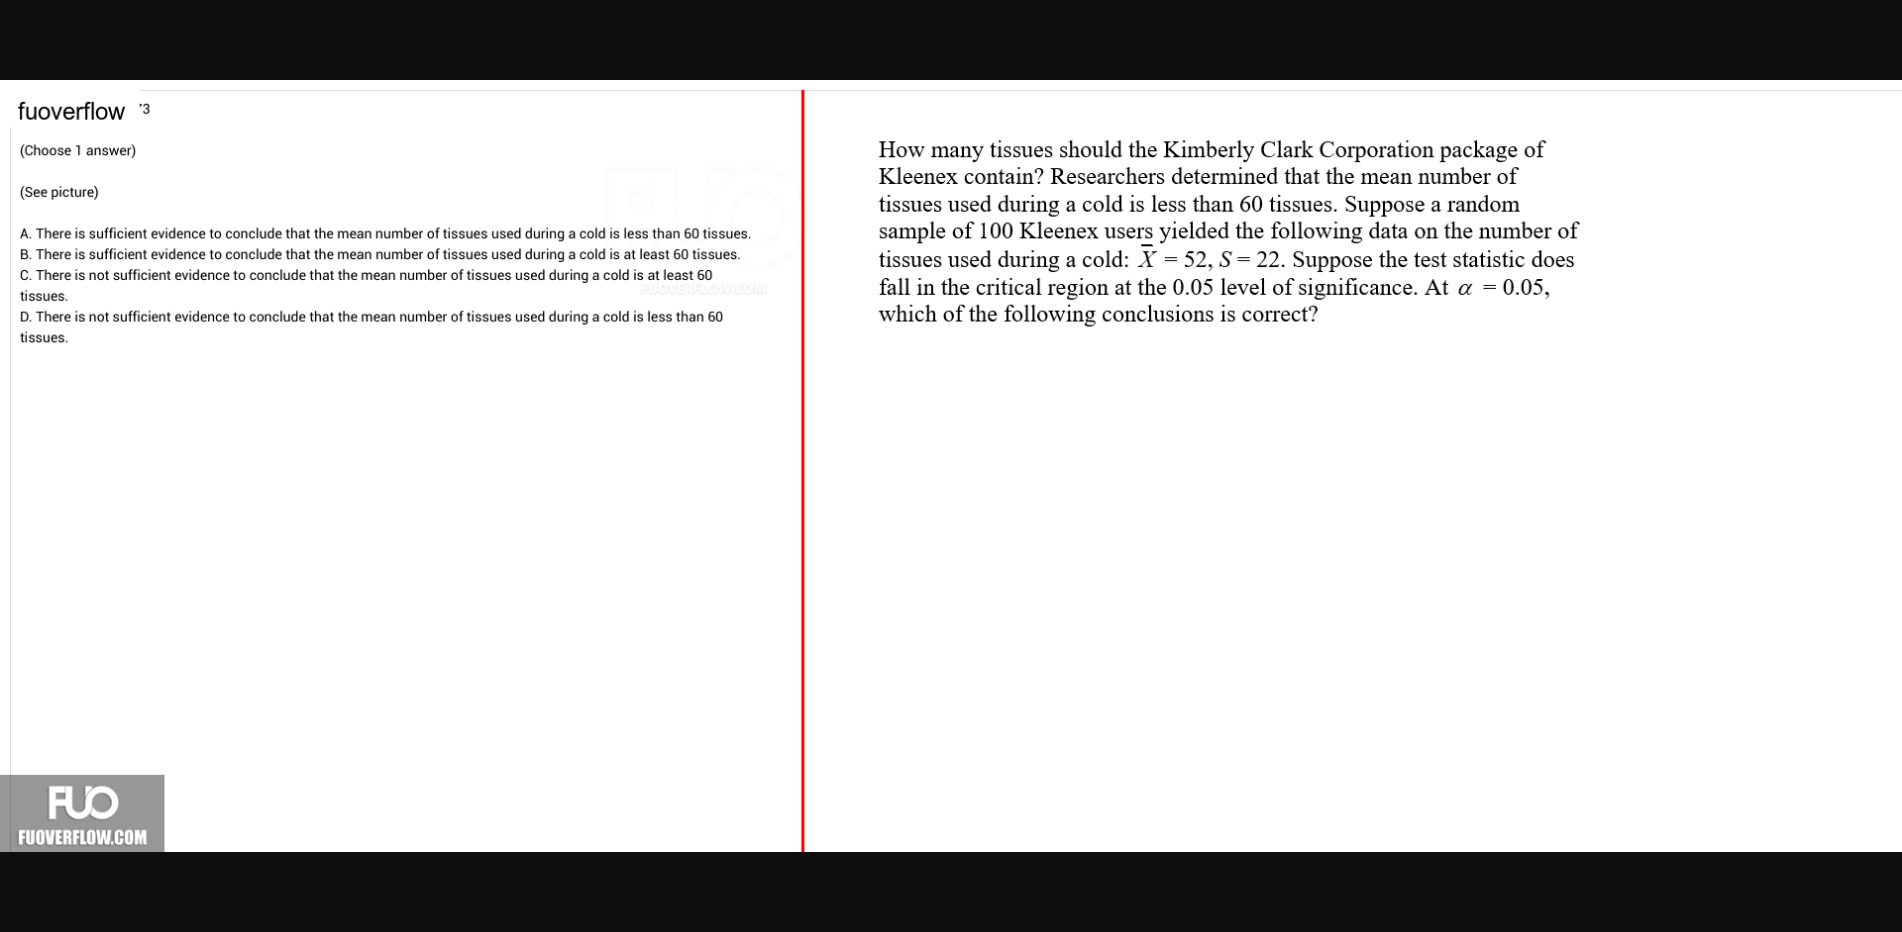 fuoverflow '3
(Choose 1 answer)
(See picture)
A. There is sufficient evidence to conclude that the mean number of tissues used during a cold is less than 60 tissues.
B. There is sufficient evidence to conclude that the mean number of tissues used during a cold is at least 60 tissues.
C. There is not sufficient evidence to conclude that the mean number of tissues used during a cold is at least 60
tissues.
D. There is not sufficient evidence to conclude that the mean number of tissues used during a cold is less than 60
tissues.
FUOVERFLOW.COM
FUO
FUOVERFLOW.COM
How many tissues should the Kimberly Clark Corporation package of
Kleenex contain? Researchers determined that the mean number of
tissues used during a cold is less than 60 tissues. Suppose a random
sample of 100 Kleenex users yielded the following data on the number of
tissues used during a cold: X̅ = 52, S = 22. Suppose the test statistic does
fall in the critical region at the 0.05 level of significance. At α = 0.05,
which of the following conclusions is correct?